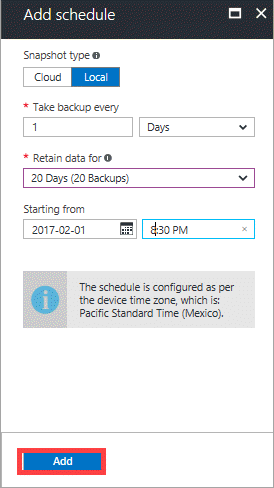 Add schedule
Snapshot type
Cloud Local
* Take backup every
1 Days
* Retain data for
20 Days (20 Backups)
Starting from
2017-02-01 8:30 PM
The schedule is configured as per
the device time zone, which is:
Pacific Standard Time (Mexico).
Add